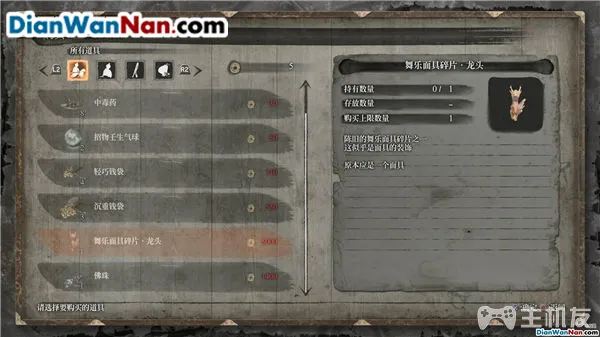 DianWanNan.com
所有道具
L2
R2
5
中毒药
招物壬生气球
轻巧钱袋
沉重钱袋
舞乐面具碎片·龙头
佛珠
请选择要购买的道具
舞乐面具碎片·龙头
持有数量 0/ 1
存放数量 -
购买上限数量 1
陈旧的舞乐面具碎片之一
这似乎是面具的装饰
原本应是一个面具
主机友
DianWanNan.com